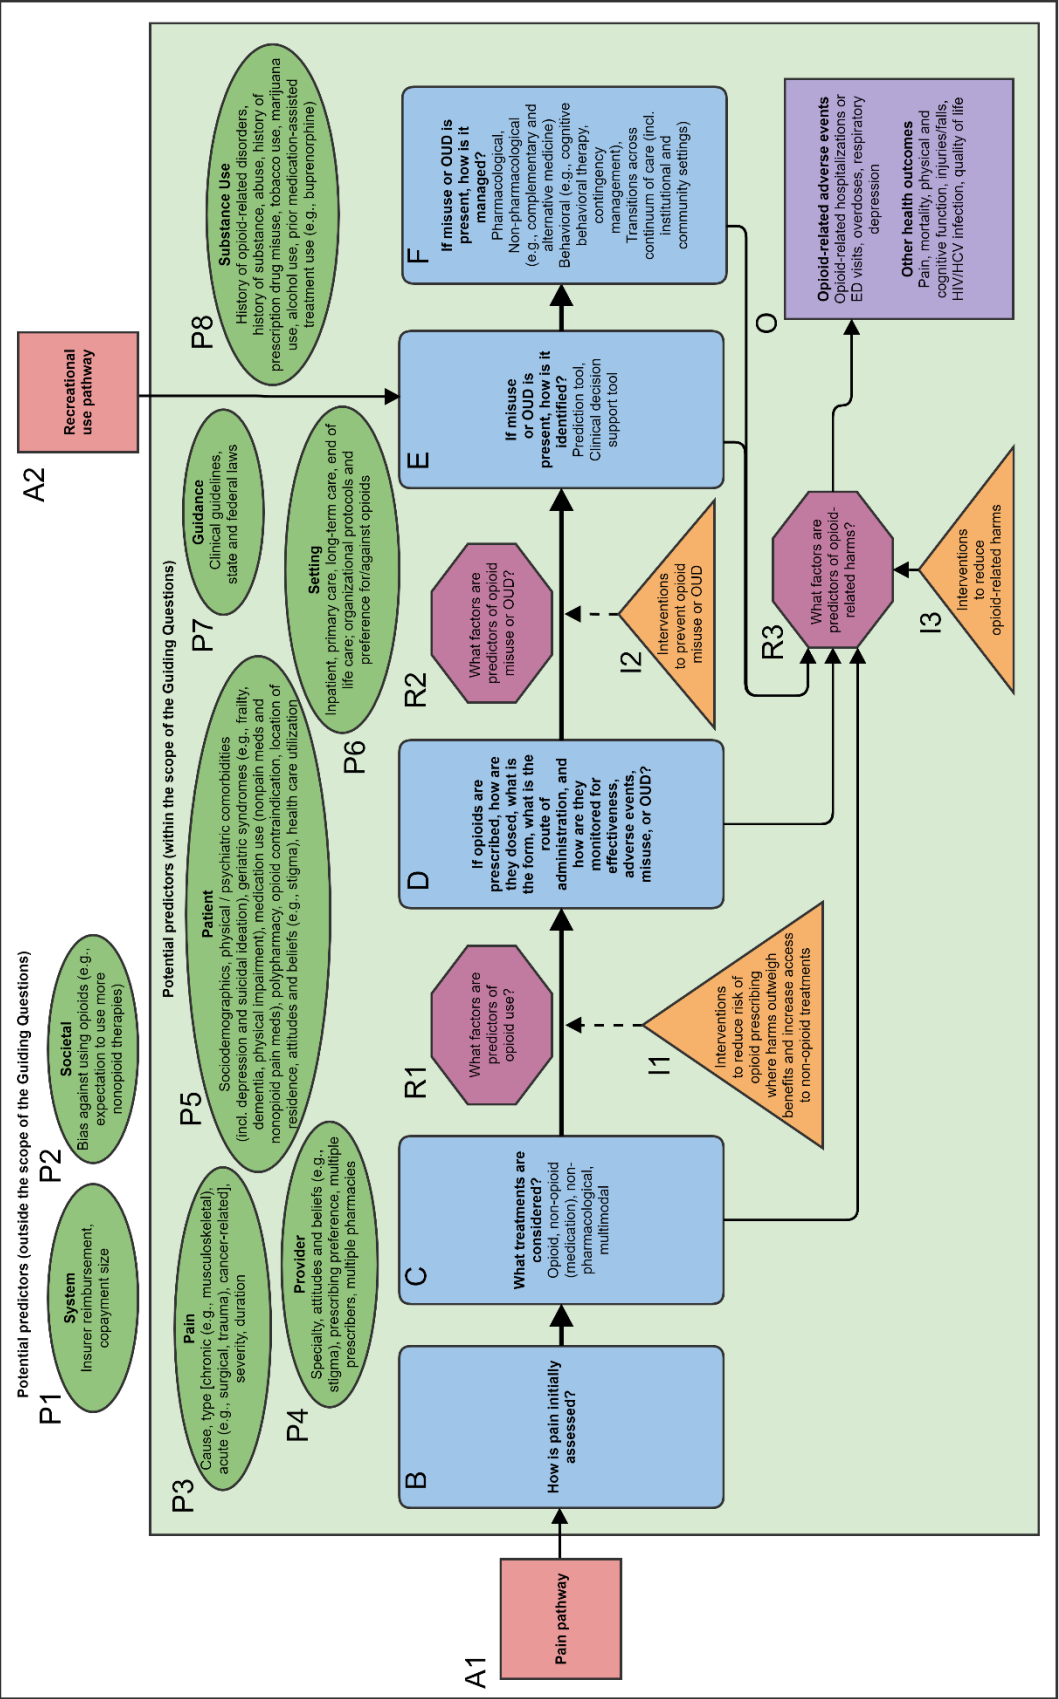 Potential predictors (outside the scope of the Guiding Questions)
P1
System
Insurer reimbursement,
copayment size
P2
Societal
Bias against using opioids (e.g.,
expectation to use more
nonopioid therapies)
A2
Recreational
use pathway
Potential predictors (within the scope of the Guiding Questions)
P3
Pain
Cause, type [chronic (e.g., musculoskeletal),
acute (e.g., surgical, trauma), cancer-related],
severity, duration
P4
Provider
Specialty, attitudes and beliefs (e.g.,
stigma), prescribing preference, multiple
prescribers, multiple pharmacies
P5
Patient
Sociodemographics, physical / psychiatric comorbidities
(incl. depression and suicidal ideation), geriatric syndromes (e.g., frailty,
dementia, physical impairment), medication use (nonpain meds and
nonopioid pain meds), polypharmacy, opioid contraindication, location of
residence, attitudes and beliefs (e.g., stigma), health care utilization
P6
Setting
Inpatient, primary care, long-term care, end of
life care; organizational protocols and
preference for/against opioids
P7
Guidance
Clinical guidelines,
state and federal laws
P8
Substance Use
History of opioid-related disorders,
history of substance, abuse, history of
prescription drug misuse, tobacco use, marijuana
use, alcohol use, prior medication-assisted
treatment use (e.g., buprenorphine)
A1
Pain pathway
B
How is pain initially
assessed?
C
What treatments are
considered?
Opioid, non-opioid
(medication), non-
pharmacological,
multimodal
R1
What factors are
predictors of
opioid use?
I1
Interventions
to reduce risk of
opioid prescribing
where harms outweigh
benefits and increase access
to non-opioid treatments
D
If opioids are
prescribed, how are
they dosed, what is
the form, what is the
route of
administration, and
how are they
monitored for
effectiveness,
adverse events,
misuse, or OUD?
R2
What factors are
predictors of opioid
misuse or OUD?
I2
Interventions
to prevent opioid
misuse or OUD
E
If misuse
or OUD is
present, how is it
identified?
Prediction tool,
Clinical decision
support tool
F
If misuse or OUD is
present, how is it
managed?
Pharmacological,
Non-pharmacological
(e.g., complementary and
alternative medicine)
Behavioral (e.g., cognitive
behavioral therapy,
contingency
management),
Transitions across
continuum of care (incl.
institutional and
community settings)
R3
What factors are
predictors of opioid-
related harms?
I3
Interventions
to reduce
opioid-related harms
O
Opioid-related adverse events
Opioid-related hospitalizations or
ED visits, overdoses, respiratory
depression
Other health outcomes
Pain, mortality, physical and
cognitive function, injuries/falls,
HIV/HCV infection, quality of life